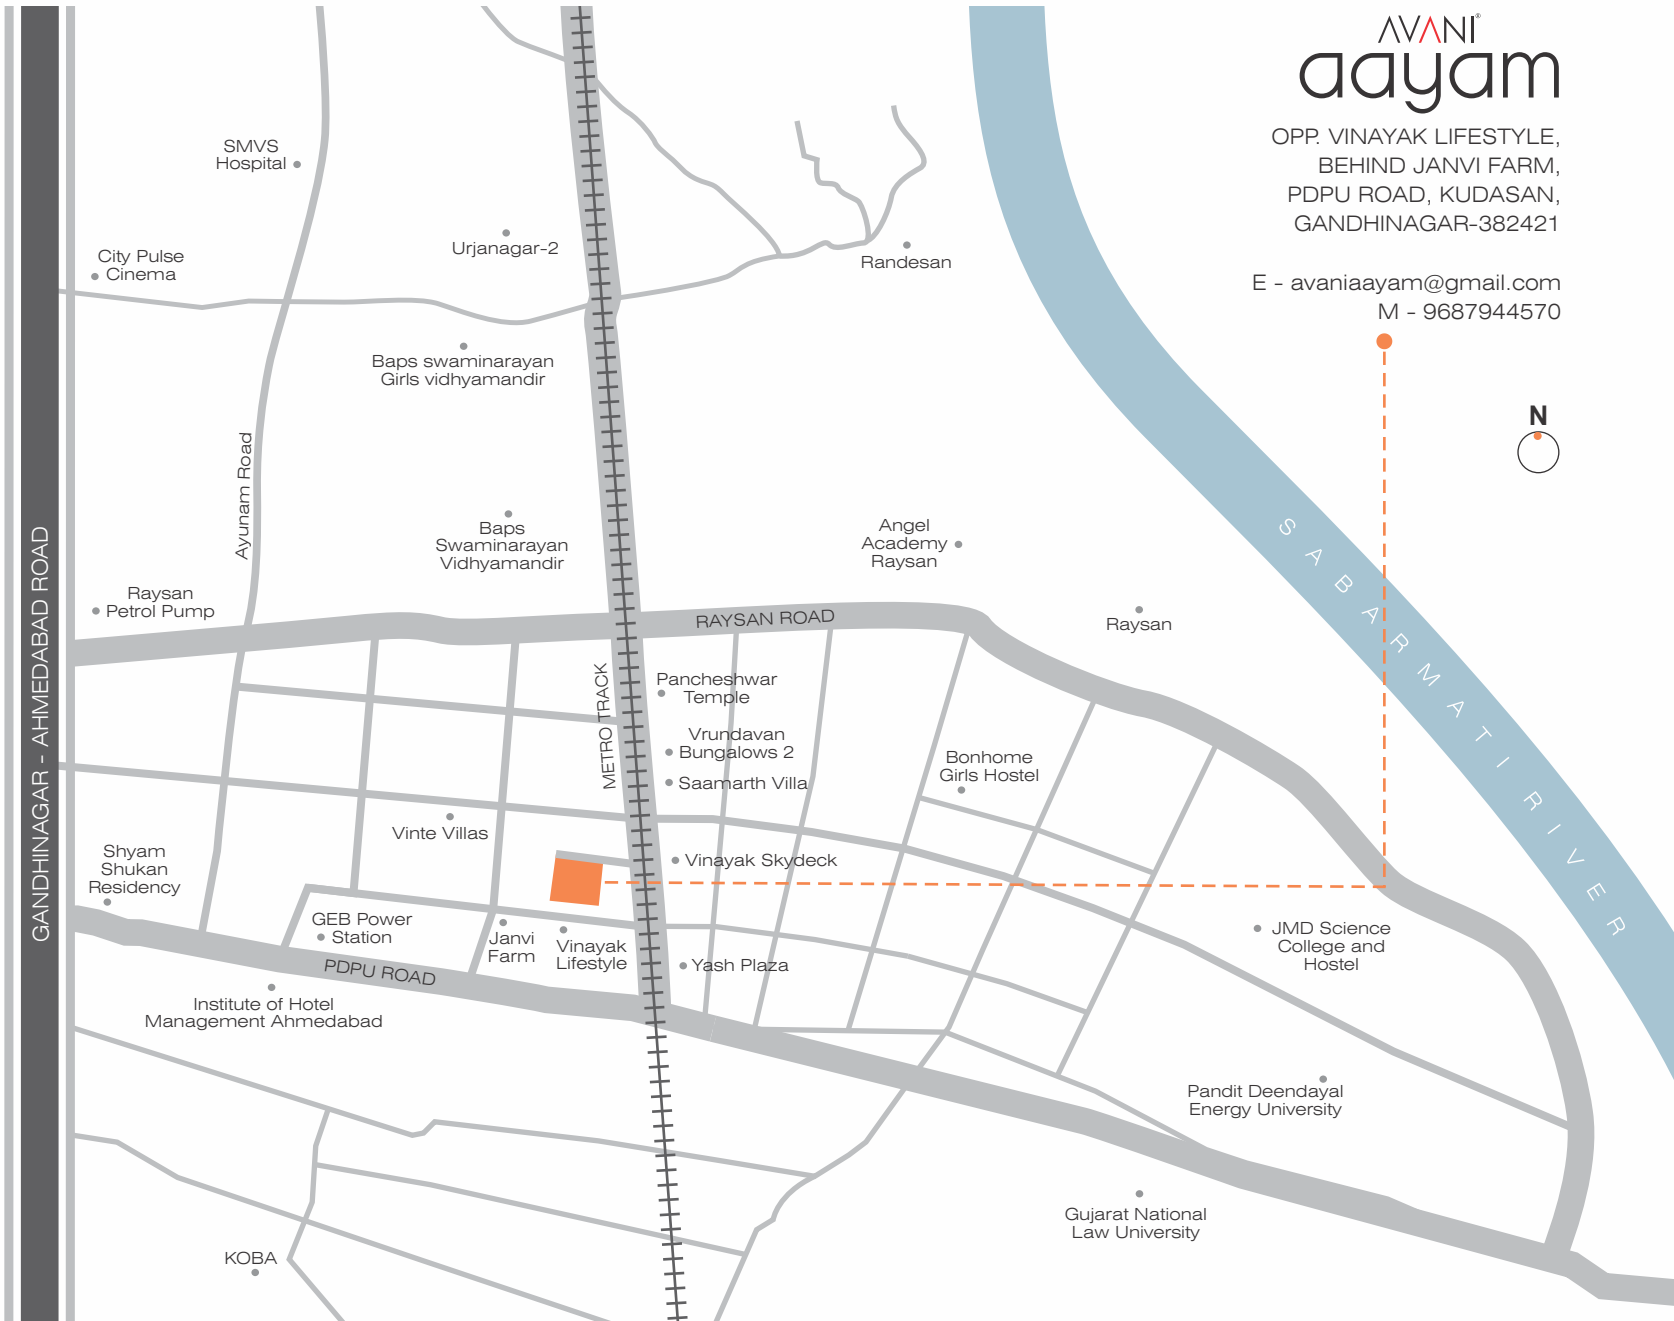 AVANI®
aayam
OPP. VINAYAK LIFESTYLE,
BEHIND JANVI FARM,
PDPU ROAD, KUDASAN,
GANDHINAGAR-382421
E - avaniaayam@gmail.com
M - 9687944570
N
SMVS
Hospital
City Pulse
Cinema
Urjanagar-2
Randesan
Baps swaminarayan
Girls vidhyamandir
Ayunam Road
Baps
Swaminarayan
Vidhyamandir
Angel
Academy
Raysan
GANDHINAGAR - AHMEDABAD ROAD
Raysan
Petrol Pump
RAYSAN ROAD
Raysan
SABARMATI RIVER
METRO TRACK
Pancheshwar
Temple
Vrundavan
Bungalows 2
Saamarth Villa
Bonhome
Girls Hostel
Vinte Villas
Shyam
Shukan
Residency
Vinayak Skydeck
GEB Power
Station
Janvi
Farm
Vinayak
Lifestyle
Yash Plaza
JMD Science
College and
Hostel
PDPU ROAD
Institute of Hotel
Management Ahmedabad
Pandit Deendayal
Energy University
Gujarat National
Law University
KOBA